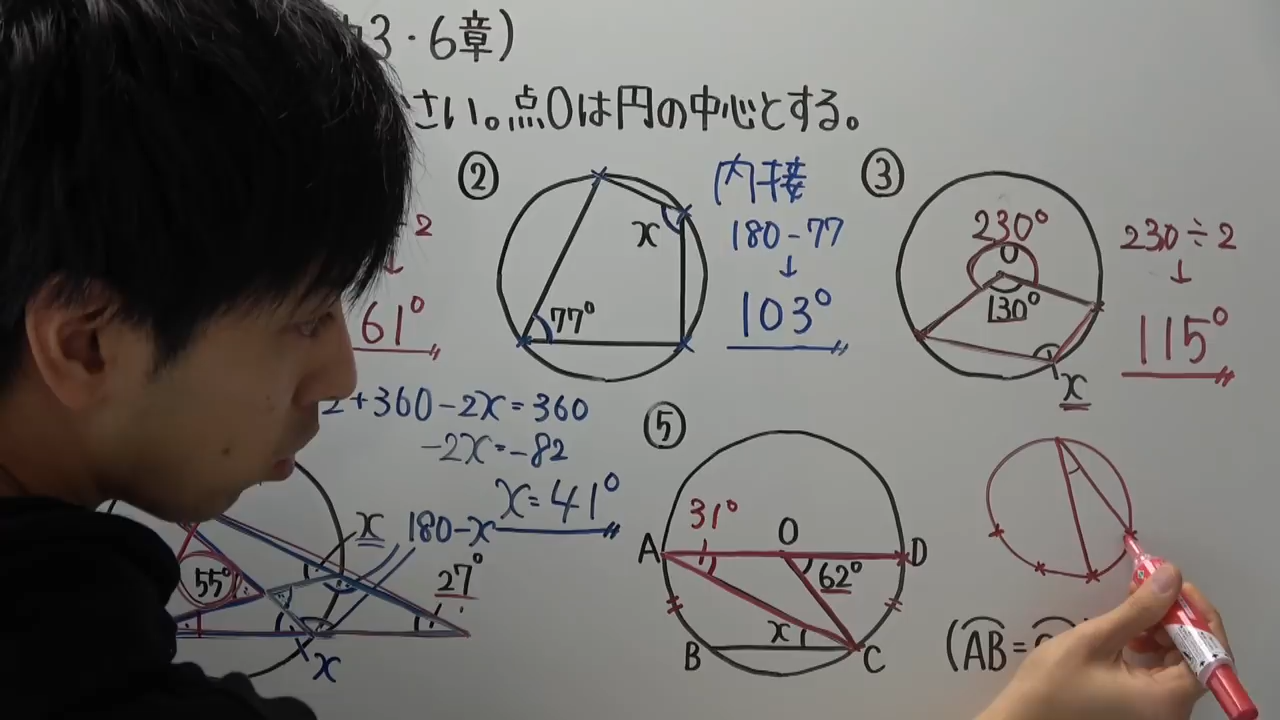 3・6章)
さい。点Oは円の中心とする。
②
x
77°
内接
180-77
↓
103°
③
230°
O
130°
x
230÷2
↓
115°
2
↓
61°
2+360-2x=360
-2x=-82
x=41°
x
180-x
55°
27°
x
⑤
31°
A
O
D
62°
x
B
C
(AB=